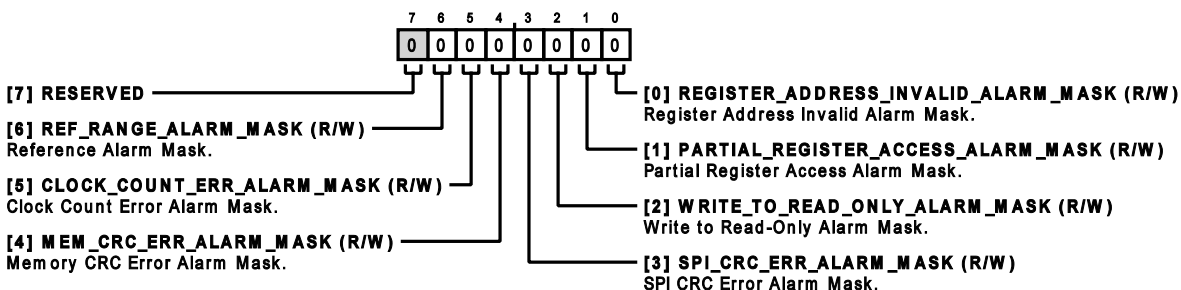 7 6 5 4 3 2 1 0
0 0 0 0 0 0 0 0
[7] RESERVED
[6] REF_RANGE_ALARM_MASK (R/W)
Reference Alarm Mask.
[5] CLOCK_COUNT_ERR_ALARM_MASK (R/W)
Clock Count Error Alarm Mask.
[4] MEM_CRC_ERR_ALARM_MASK (R/W)
Memory CRC Error Alarm Mask.
[0] REGISTER_ADDRESS_INVALID_ALARM_MASK (R/W)
Register Address Invalid Alarm Mask.
[1] PARTIAL_REGISTER_ACCESS_ALARM_MASK (R/W)
Partial Register Access Alarm Mask.
[2] WRITE_TO_READ_ONLY_ALARM_MASK (R/W)
Write to Read-Only Alarm Mask.
[3] SPI_CRC_ERR_ALARM_MASK (R/W)
SPI CRC Error Alarm Mask.